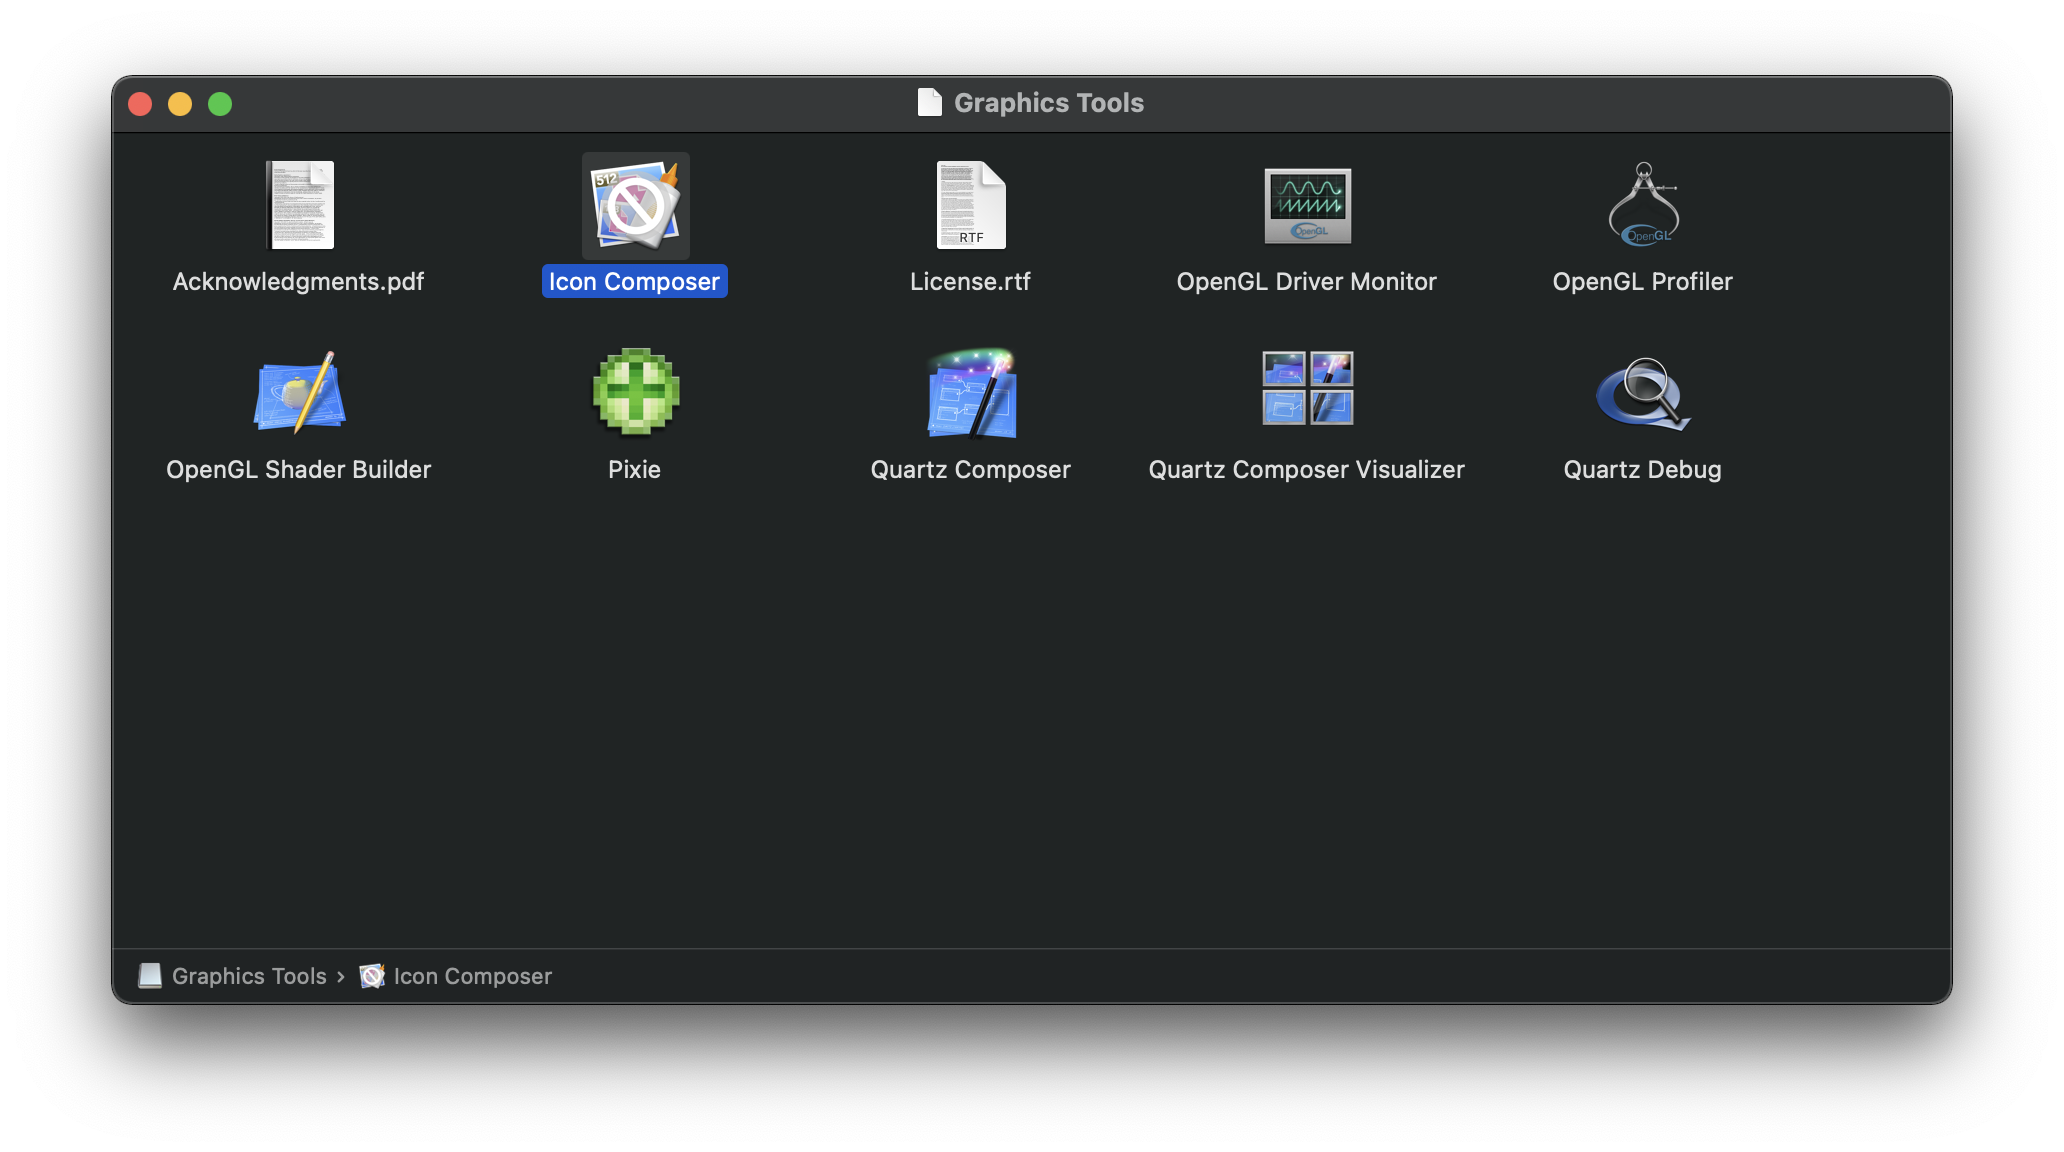 Graphics Tools
512
RTF
OpenGL
OpenGL
Acknowledgments.pdf
Icon Composer
License.rtf
OpenGL Driver Monitor
OpenGL Profiler
OpenGL Shader Builder
Pixie
Quartz Composer
Quartz Composer Visualizer
Quartz Debug
Graphics Tools › Icon Composer